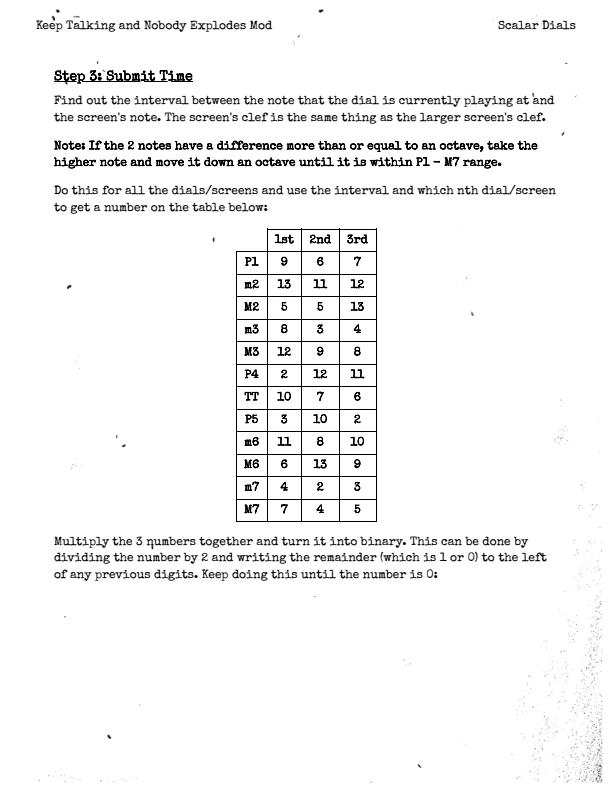 Keep Talking and Nobody Explodes Mod Scalar Dials
Step 3: Submit Time
Find out the interval between the note that the dial is currently playing at and
the screen's note. The screen's clef is the same thing as the larger screen's clef.
Note: If the 2 notes have a difference more than or equal to an octave, take the
higher note and move it down an octave until it is within P1 – M7 range.
Do this for all the dials/screens and use the interval and which nth dial/screen
to get a number on the table below:
1st 2nd 3rd
P1 9 6 7
m2 13 11 12
M2 5 5 13
m3 8 3 4
M3 12 9 8
P4 2 12 11
TT 10 7 6
P5 3 10 2
m6 11 8 10
M6 6 13 9
m7 4 2 3
M7 7 4 5
Multiply the 3 numbers together and turn it into binary. This can be done by
dividing the number by 2 and writing the remainder (which is 1 or 0) to the left
of any previous digits. Keep doing this until the number is 0: